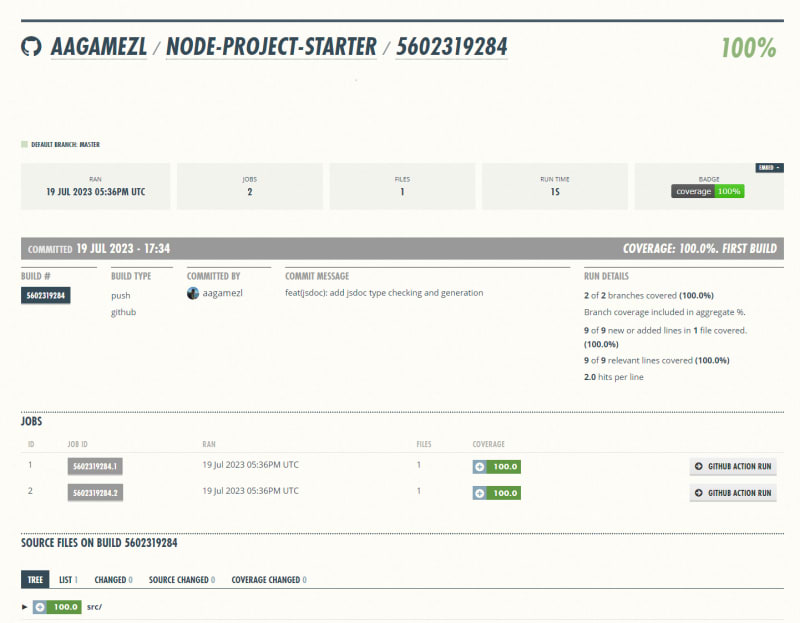 AAGAMEZL / NODE-PROJECT-STARTER / 5602319284
100%
DEFAULT BRANCH: MASTER
EMBED
RAN
19 JUL 2023 05:36PM UTC
JOBS
2
FILES
1
RUN TIME
1S
BADGE
coverage 100%
COMMITTED 19 JUL 2023 - 17:34
COVERAGE: 100.0%. FIRST BUILD
BUILD #
5602319284
BUILD TYPE
push
github
COMMITTED BY
aagamezl
COMMIT MESSAGE
feat(jsdoc): add jsdoc type checking and generation
RUN DETAILS
2 of 2 branches covered (100.0%)
Branch coverage included in aggregate %.
9 of 9 new or added lines in 1 file covered.
(100.0%)
9 of 9 relevant lines covered (100.0%)
2.0 hits per line
JOBS
ID JOB ID RAN FILES COVERAGE
1 5602319284.1 19 Jul 2023 05:36PM UTC 1 100.0 GITHUB ACTION RUN
2 5602319284.2 19 Jul 2023 05:36PM UTC 1 100.0 GITHUB ACTION RUN
SOURCE FILES ON BUILD 5602319284
TREE LIST 1 CHANGED 0 SOURCE CHANGED 0 COVERAGE CHANGED 0
100.0 src/